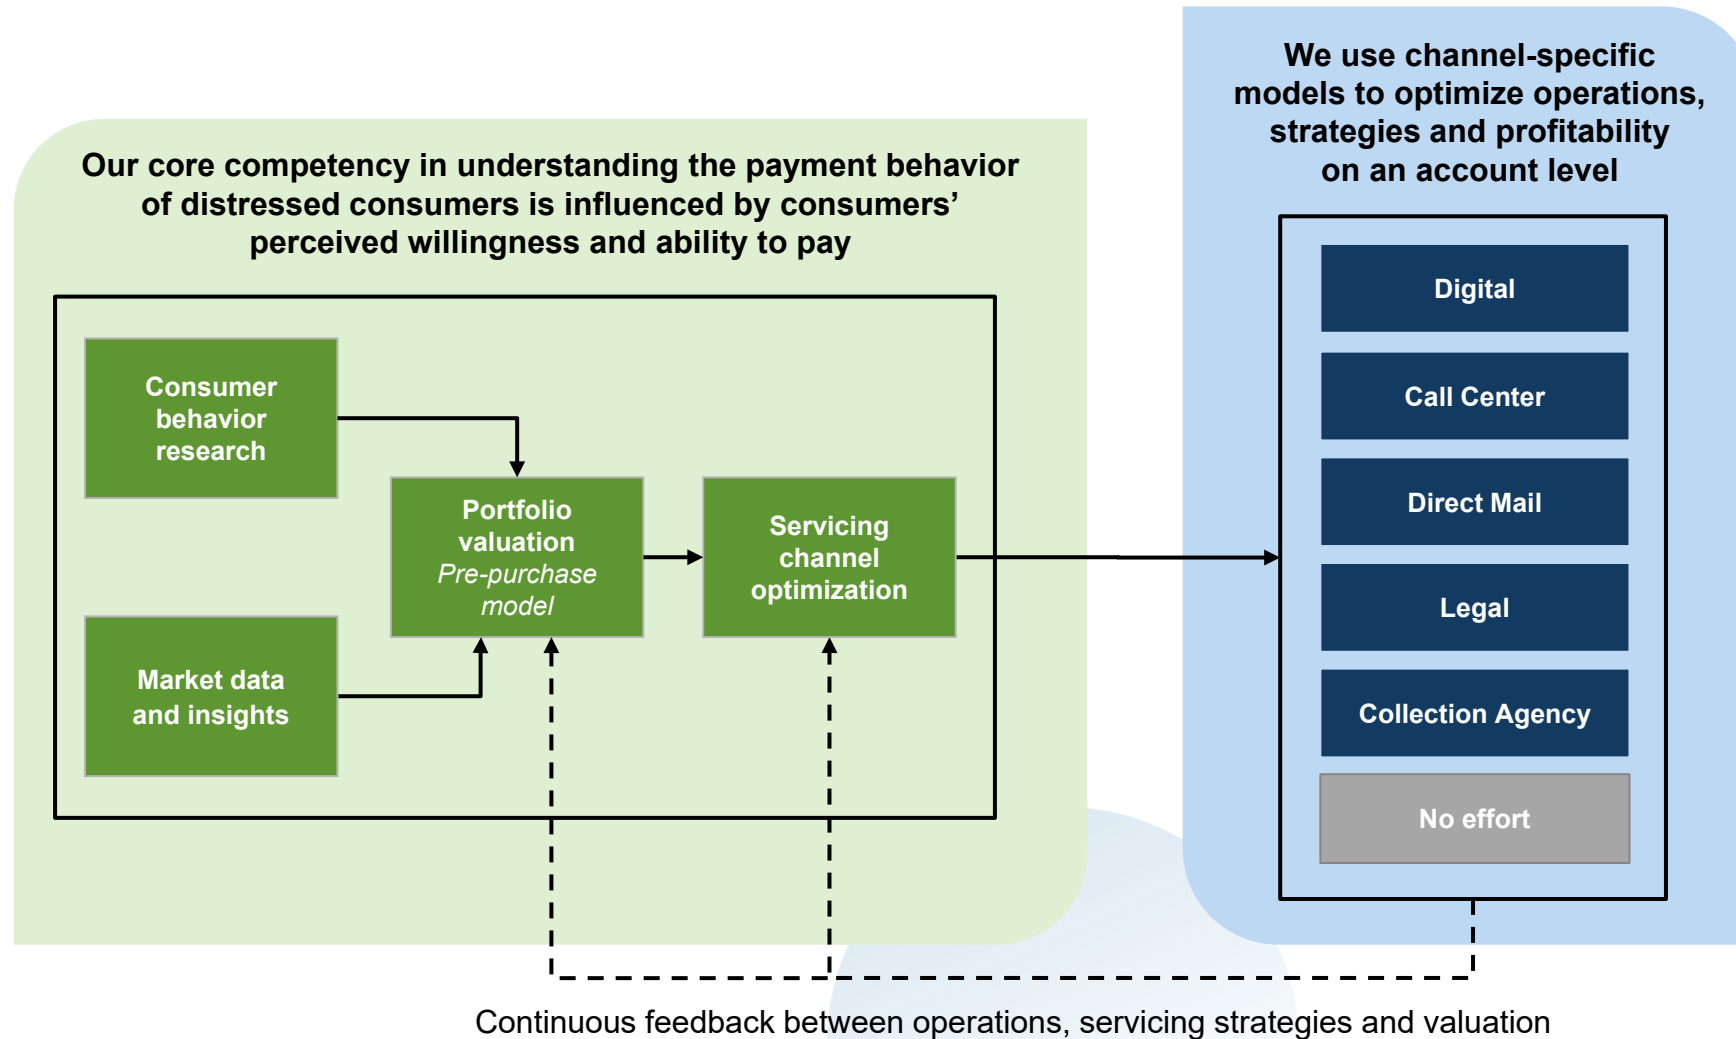 Our core competency in understanding the payment behavior
of distressed consumers is influenced by consumers’
perceived willingness and ability to pay
Consumer
behavior
research
Market data
and insights
Portfolio
valuation
Pre-purchase
model
Servicing
channel
optimization
We use channel-specific
models to optimize operations,
strategies and profitability
on an account level
Digital
Call Center
Direct Mail
Legal
Collection Agency
No effort
Continuous feedback between operations, servicing strategies and valuation